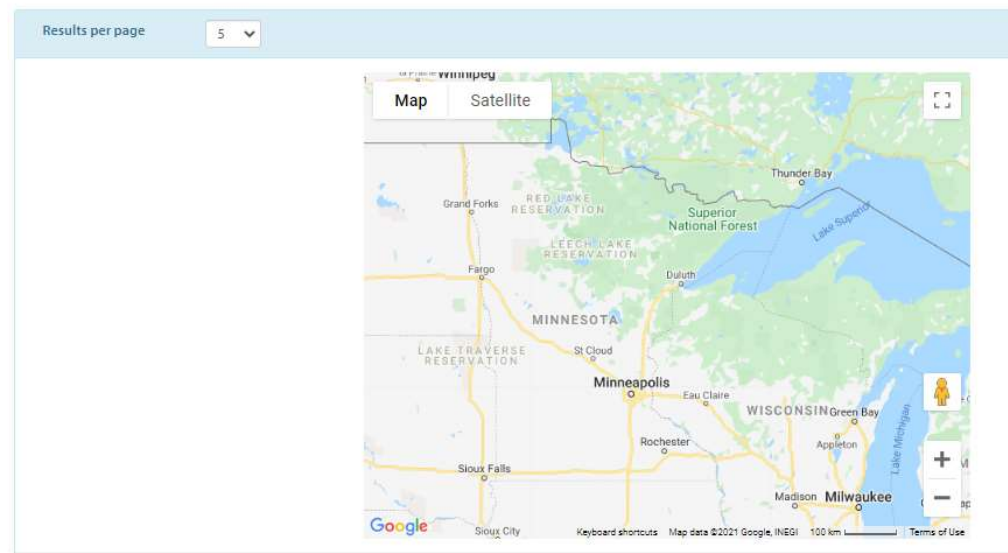 Results per page
5
Winnipeg
Map
Satellite
Thunder Bay
Grand Forks
RED LAKE
RESERVATION
Superior
National Forest
Lake Superior
LEECH LAKE
RESERVATION
Fargo
Duluth
MINNESOTA
LAKE TRAVERSE
RESERVATION
St Cloud
Minneapolis
Eau Claire
WISCONSIN
Green Bay
Appleton
Lake Michigan
Rochester
Sioux Falls
Madison
Milwaukee
Google
Sioux City
Keyboard shortcuts
Map data ©2021 Google, INEGI
100 km
Terms of Use